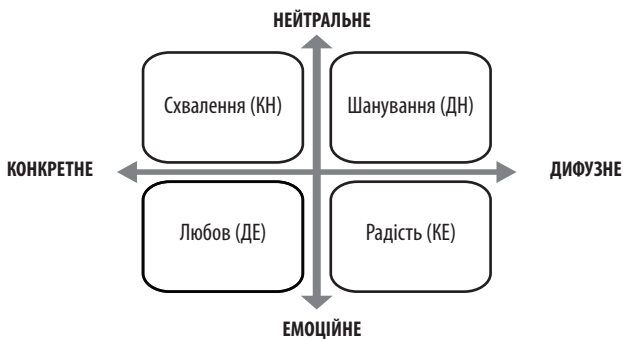 НЕЙТРАЛЬНЕ
Схвалення (КН)
Шанування (ДН)
КОНКРЕТНЕ
ДИФУЗНЕ
Любов (ДЕ)
Радість (КЕ)
ЕМОЦІЙНЕ